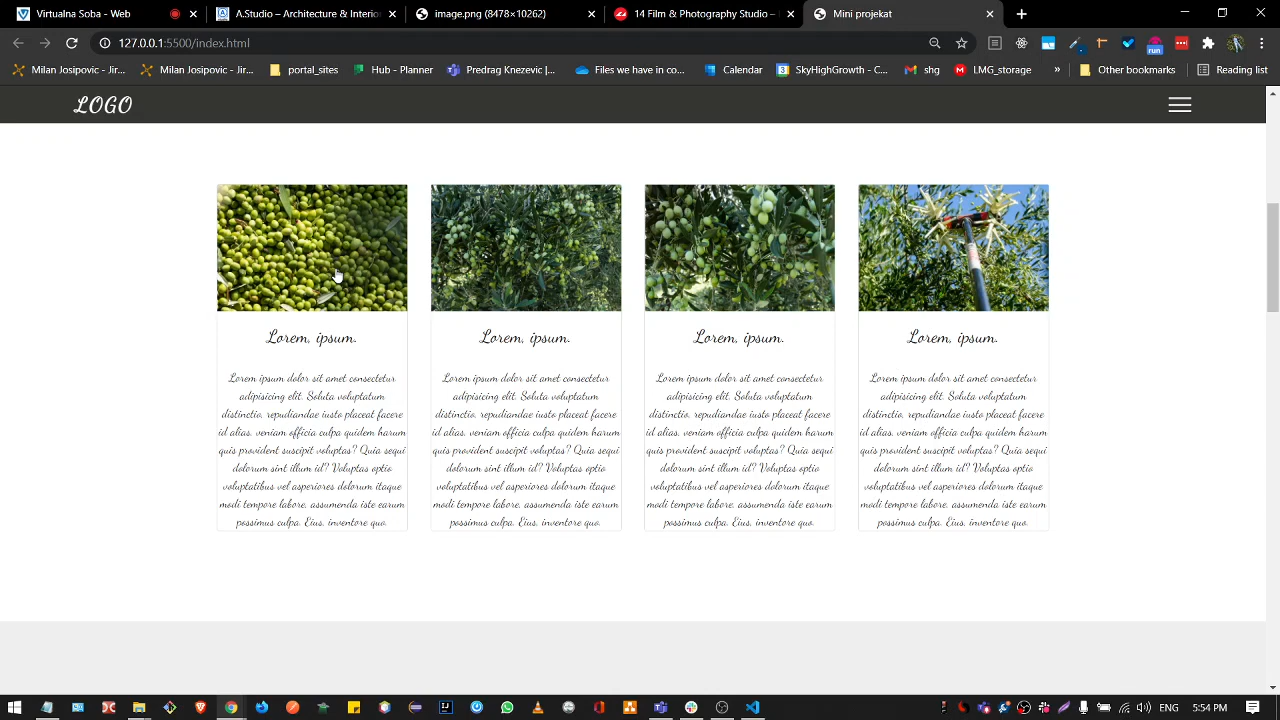 Virtualna Soba - Web
A.Studio – Architecture & Interior
image.png (8478×10262)
14 Film & Photography Studio –
Mini projekat
127.0.0.1:5500/index.html
run
Milan Josipovic - Jir...
Milan Josipovic - Jir...
portal_sites
Hub - Planner
Predrag Knezevic |...
Files we have in co...
Calendar
SkyHighGrowth - C...
shg
LMG_storage
»
Other bookmarks
Reading list
LOGO
Lorem, ipsum.
Lorem ipsum dolor sit amet consectetur
adipisicing elit. Soluta voluptatum
distinctio, repudiandae iusto placeat facere
id alias, veniam officia culpa quidem harum
quis provident suscipit voluptas? Quia sequi
dolorum sint illum id? Voluptas optio
voluptatibus vel asperiores dolorum itaque
modi tempore labore, assumenda iste earum
possimus culpa. Eius, inventore quo.
Lorem, ipsum.
Lorem ipsum dolor sit amet consectetur
adipisicing elit. Soluta voluptatum
distinctio, repudiandae iusto placeat facere
id alias, veniam officia culpa quidem harum
quis provident suscipit voluptas? Quia sequi
dolorum sint illum id? Voluptas optio
voluptatibus vel asperiores dolorum itaque
modi tempore labore, assumenda iste earum
possimus culpa. Eius, inventore quo.
Lorem, ipsum.
Lorem ipsum dolor sit amet consectetur
adipisicing elit. Soluta voluptatum
distinctio, repudiandae iusto placeat facere
id alias, veniam officia culpa quidem harum
quis provident suscipit voluptas? Quia sequi
dolorum sint illum id? Voluptas optio
voluptatibus vel asperiores dolorum itaque
modi tempore labore, assumenda iste earum
possimus culpa. Eius, inventore quo.
Lorem, ipsum.
Lorem ipsum dolor sit amet consectetur
adipisicing elit. Soluta voluptatum
distinctio, repudiandae iusto placeat facere
id alias, veniam officia culpa quidem harum
quis provident suscipit voluptas? Quia sequi
dolorum sint illum id? Voluptas optio
voluptatibus vel asperiores dolorum itaque
modi tempore labore, assumenda iste earum
possimus culpa. Eius, inventore quo.
ENG
5:54 PM